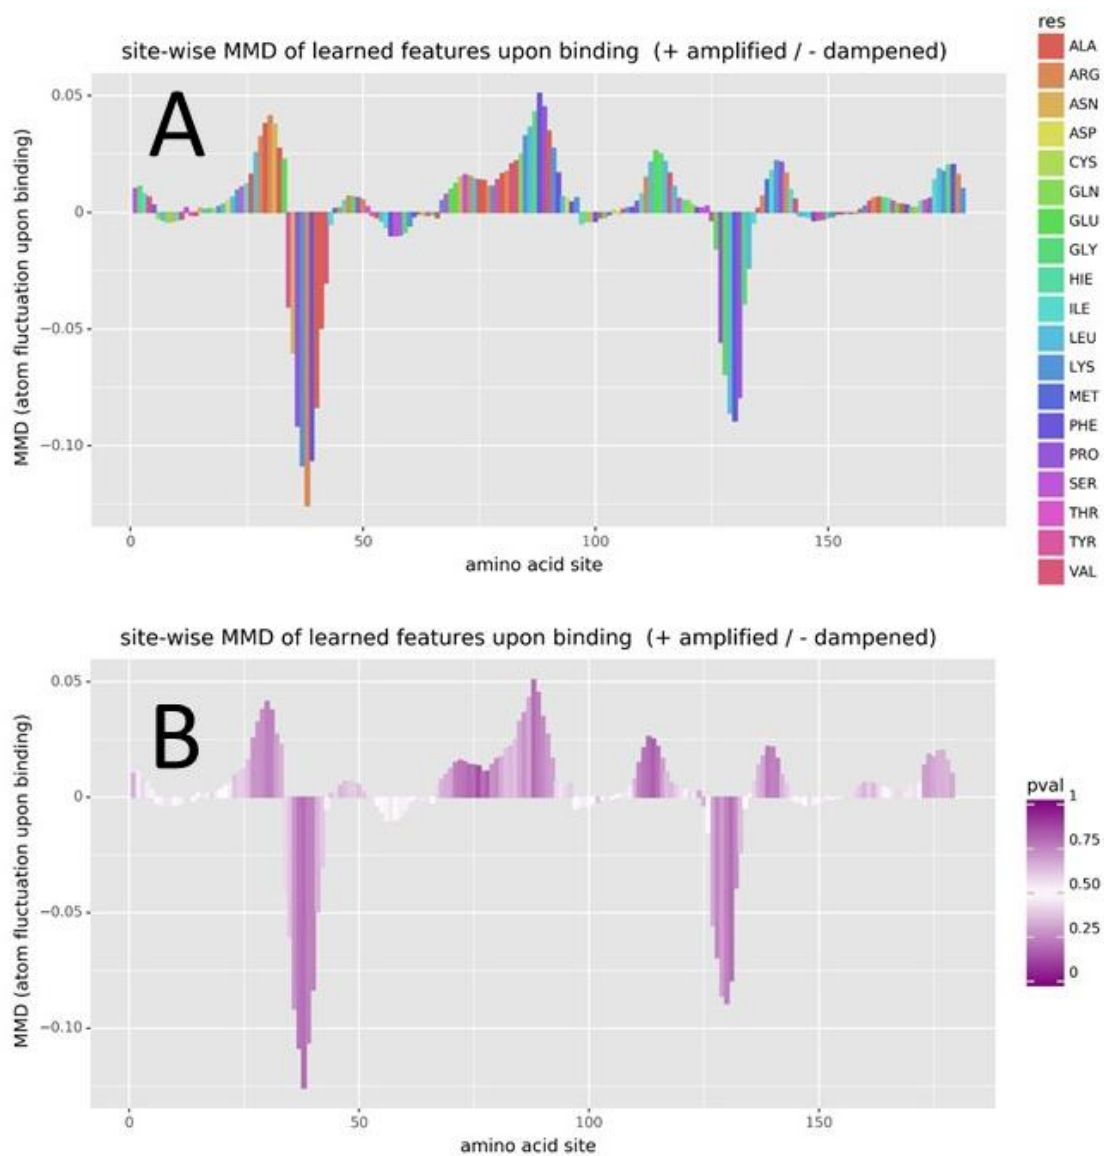 site-wise MMD of learned features upon binding  (+ amplified / - dampened)
A
MMD (atom fluctuation upon binding)
0.05
0
−0.05
−0.10
0
50
100
150
amino acid site
res
ALA
ARG
ASN
ASP
CYS
GLN
GLU
GLY
HIE
ILE
LEU
LYS
MET
PHE
PRO
SER
THR
TYR
VAL
site-wise MMD of learned features upon binding  (+ amplified / - dampened)
B
MMD (atom fluctuation upon binding)
0.05
0
−0.05
−0.10
0
50
100
150
amino acid site
pval
1
0.75
0.50
0.25
0